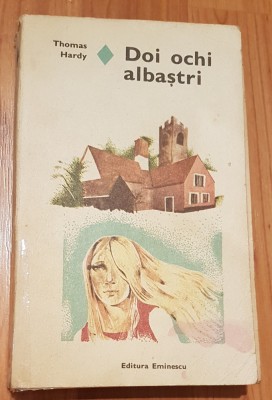 Thomas
Hardy
Doi ochi
albaștri
Editura Eminescu